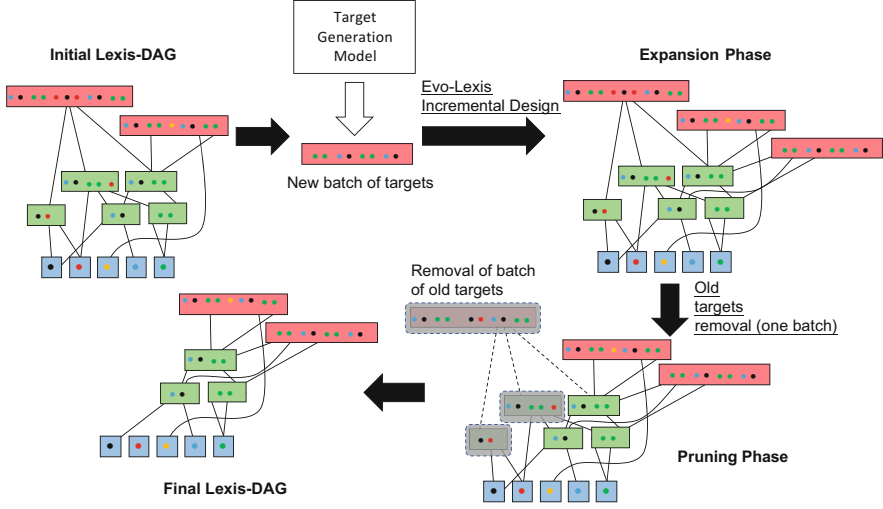 Target
Generation
Model
Initial Lexis-DAG
Expansion Phase
Evo-Lexis
Incremental Design
New batch of targets
Removal of batch
of old targets
Old
targets
removal (one batch)
Pruning Phase
Final Lexis-DAG